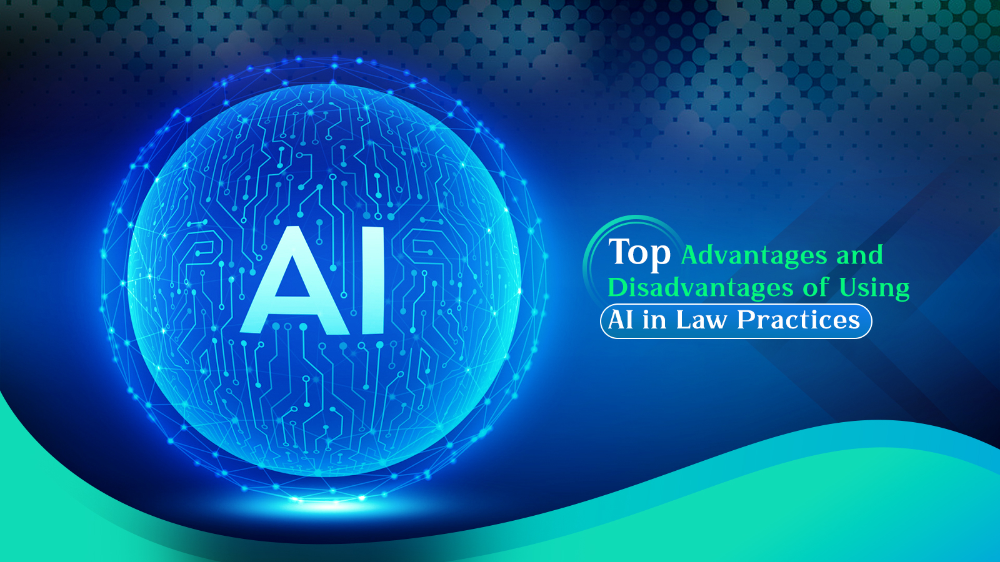 AI
Top Advantages and
Disadvantages of Using
AI in Law Practices